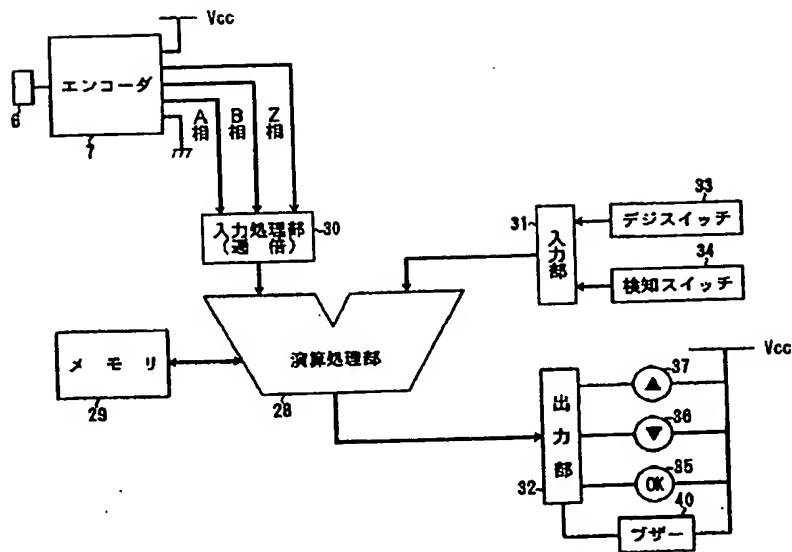 Vcc
エンコーダ
6
7
A相
B相
Z相
入力処理部
(逓倍)
30
31
入力部
33
デジスイッチ
34
検知スイッチ
メモリ
29
演算処理部
28
Vcc
出力部
32
37
▲
36
▼
35
OK
40
ブザー